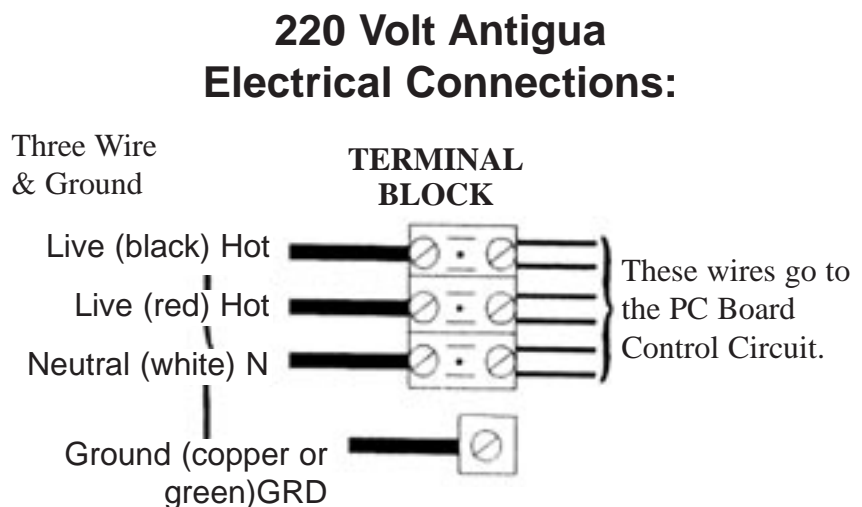 220 Volt Antigua
Electrical Connections:
Three Wire
& Ground
TERMINAL
BLOCK
Live (black) Hot
Live (red) Hot
Neutral (white) N
Ground (copper or
green)GRD
These wires go to
the PC Board
Control Circuit.